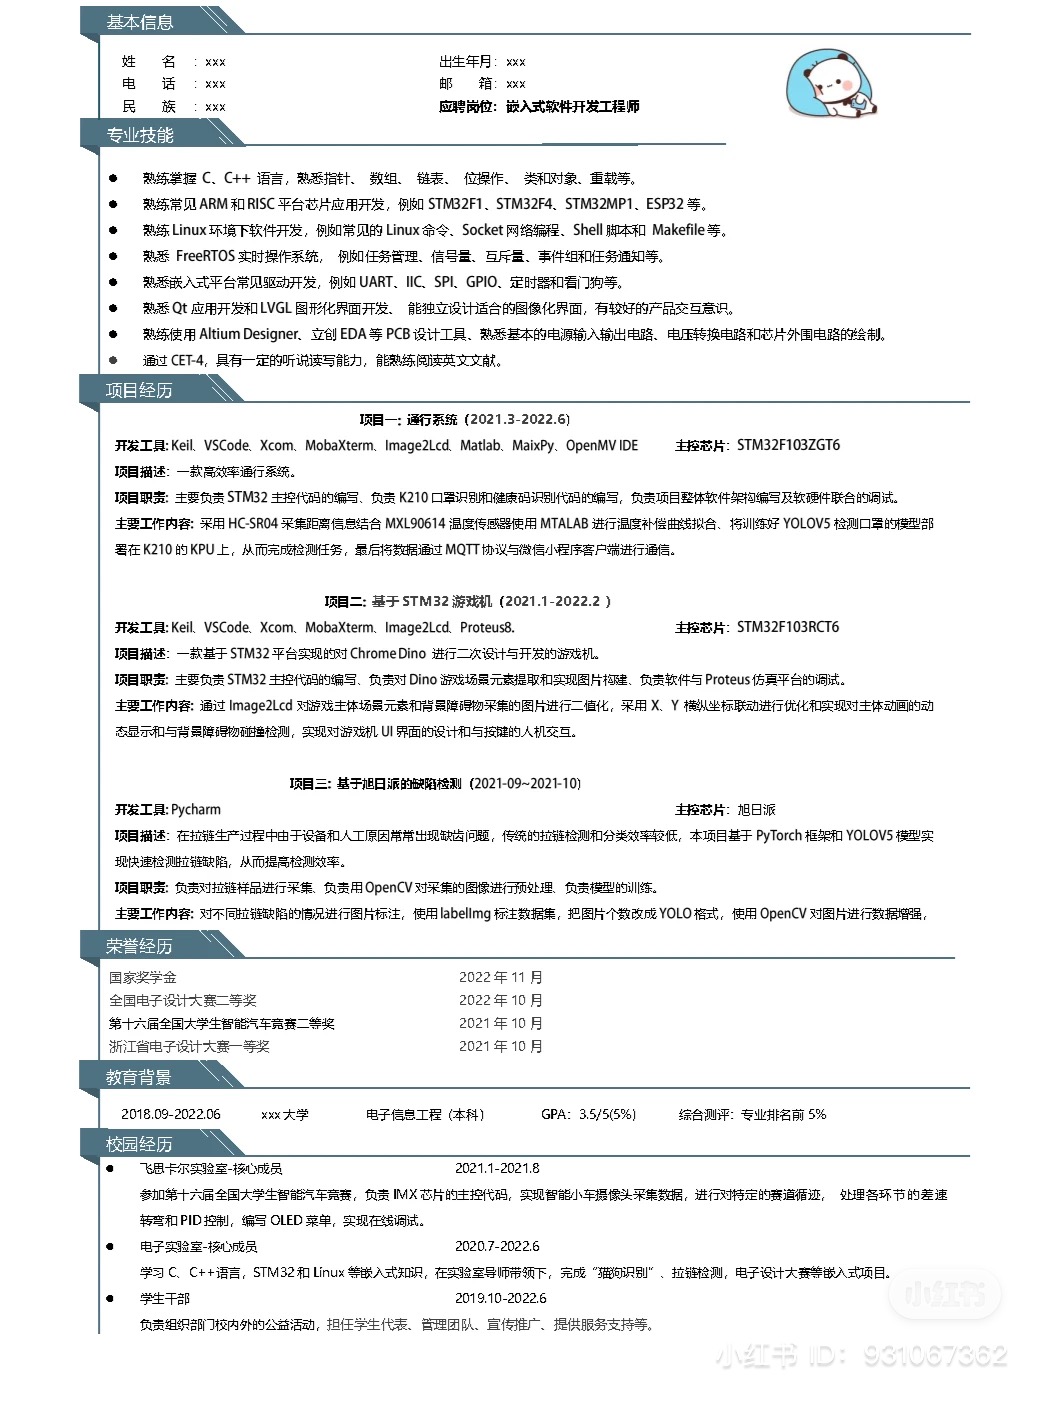 基本信息
姓 名 : xxx 出生年月: xxx
电 话 : xxx 邮 箱: xxx
民 族 : xxx 应聘岗位: 嵌入式软件开发工程师
专业技能
● 熟练掌握 C、C++ 语言，熟悉指针、 数组、 链表、 位操作、 类和对象、重载等。
● 熟练常见 ARM 和 RISC 平台芯片应用开发，例如 STM32F1、STM32F4、STM32MP1、ESP32 等。
● 熟练 Linux 环境下软件开发，例如常见的 Linux 命令、Socket 网络编程、Shell 脚本和 Makefile 等。
● 熟悉 FreeRTOS 实时操作系统， 例如任务管理、信号量、互斥量、事件组和任务通知等。
● 熟悉嵌入式平台常见驱动开发，例如 UART、IIC、SPI、GPIO、定时器和看门狗等。
● 熟悉 Qt 应用开发和 LVGL 图形化界面开发、 能独立设计适合的图像化界面，有较好的产品交互意识。
● 熟练使用 Altium Designer、立创 EDA 等 PCB 设计工具、熟悉基本的电源输入输出电路、电压转换电路和芯片外围电路的绘制。
● 通过 CET-4，具有一定的听说读写能力，能熟练阅读英文文献。
项目经历
项目一: 通行系统（2021.3-2022.6）
开发工具: Keil、VSCode、Xcom、MobaXterm、Image2Lcd、Matlab、MaixPy、OpenMV IDE 主控芯片: STM32F103ZGT6
项目描述: 一款高效率通行系统。
项目职责: 主要负责 STM32 主控代码的编写、负责 K210 口罩识别和健康码识别代码的编写，负责项目整体软件架构编写及软硬件联合的调试。
主要工作内容: 采用 HC-SR04 采集距离信息结合 MXL90614 温度传感器使用 MTALAB 进行温度补偿曲线拟合、将训练好 YOLOV5 检测口罩的模型部
署在 K210 的 KPU 上，从而完成检测任务，最后将数据通过 MQTT 协议与微信小程序客户端进行通信。
项目二: 基于 STM32 游戏机（2021.1-2022.2 ）
开发工具: Keil、VSCode、Xcom、MobaXterm、Image2Lcd、Proteus8. 主控芯片: STM32F103RCT6
项目描述: 一款基于 STM32 平台实现的对 Chrome Dino 进行二次设计与开发的游戏机。
项目职责: 主要负责 STM32 主控代码的编写、负责对 Dino 游戏场景元素提取和实现图片构建、负责软件与 Proteus 仿真平台的调试。
主要工作内容: 通过 Image2Lcd 对游戏主体场景元素和背景障碍物采集的图片进行二值化，采用 X、Y 横纵坐标联动进行优化和实现对主体动画的动
态显示和与背景障碍物碰撞检测，实现对游戏机 UI 界面的设计和与按键的人机交互。
项目三: 基于旭日派的缺陷检测（2021-09~2021-10）
开发工具: Pycharm 主控芯片: 旭日派
项目描述: 在拉链生产过程中由于设备和人工原因常常出现缺齿问题，传统的拉链检测和分类效率较低，本项目基于 PyTorch 框架和 YOLOV5 模型实
现快速检测拉链缺陷，从而提高检测效率。
项目职责: 负责对拉链样品进行采集、负责用 OpenCV 对采集的图像进行预处理、负责模型的训练。
主要工作内容: 对不同拉链缺陷的情况进行图片标注，使用 labelImg 标注数据集，把图片个数改成 YOLO 格式，使用 OpenCV 对图片进行数据增强，
荣誉经历
国家奖学金 2022 年 11 月
全国电子设计大赛二等奖 2022 年 10 月
第十六届全国大学生智能汽车竞赛二等奖 2021 年 10 月
浙江省电子设计大赛一等奖 2021 年 10 月
教育背景
2018.09-2022.06 xxx 大学 电子信息工程（本科） GPA: 3.5/5(5%) 综合测评: 专业排名前 5%
校园经历
● 飞思卡尔实验室-核心成员 2021.1-2021.8
参加第十六届全国大学生智能汽车竞赛，负责 IMX 芯片的主控代码，实现智能小车摄像头采集数据，进行对特定的赛道循迹， 处理各环节的差速
转弯和 PID 控制，编写 OLED 菜单，实现在线调试。
● 电子实验室-核心成员 2020.7-2022.6
学习 C、C++语言，STM32 和 Linux 等嵌入式知识，在实验室导师带领下，完成“猫狗识别”、拉链检测，电子设计大赛等嵌入式项目。
● 学生干部 2019.10-2022.6
负责组织部门校内外的公益活动，担任学生代表、管理团队、宣传推广、提供服务支持等。
小红书
小红书 ID: 931067362